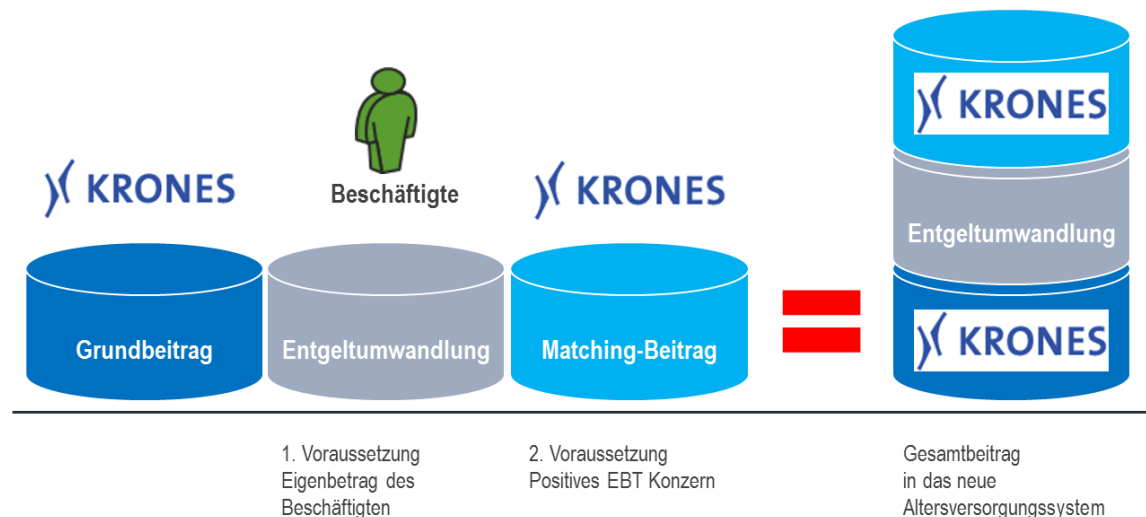 KRONES
Beschäftigte
KRONES
Grundbeitrag
Entgeltumwandlung
Matching-Beitrag
KRONES
Entgeltumwandlung
KRONES
1. Voraussetzung
Eigenbetrag des
Beschäftigten
2. Voraussetzung
Positives EBT Konzern
Gesamtbeitrag
in das neue
Altersversorgungssystem